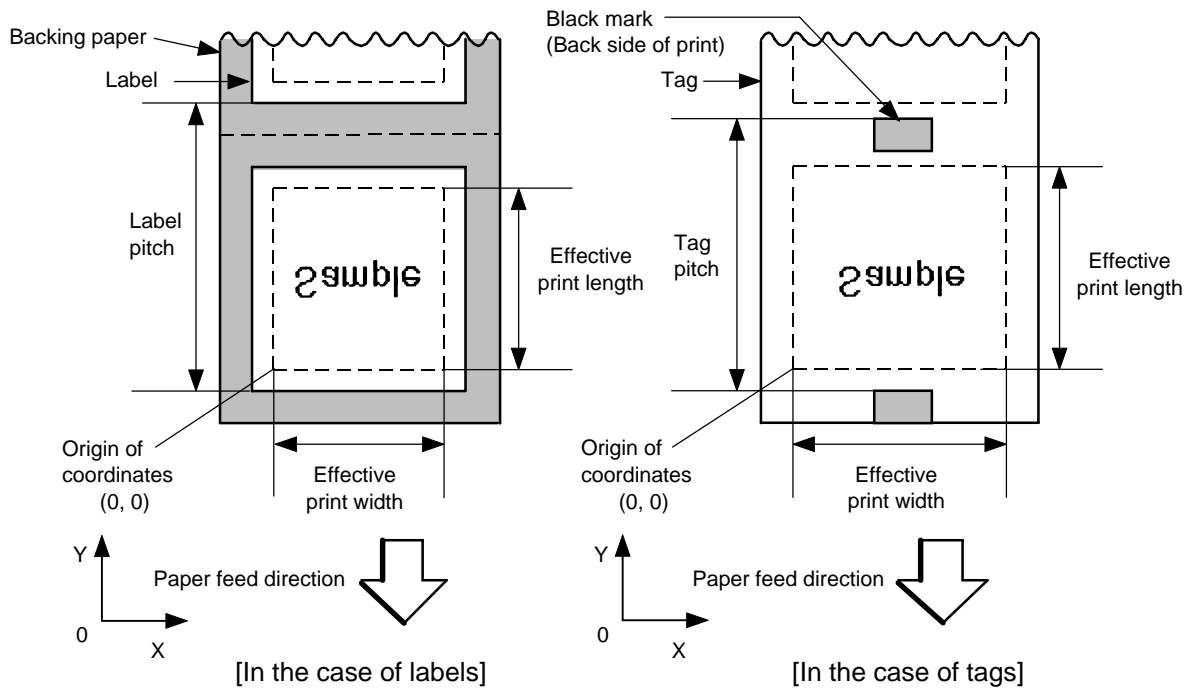 Backing paper
Label
Label
pitch
Sample
Effective
print length
Origin of
coordinates
(0, 0)
Effective
print width
Y
0
X
Paper feed direction
[In the case of labels]
Black mark
(Back side of print)
Tag
Tag
pitch
Sample
Effective
print length
Origin of
coordinates
(0, 0)
Effective
print width
Y
0
X
Paper feed direction
[In the case of tags]